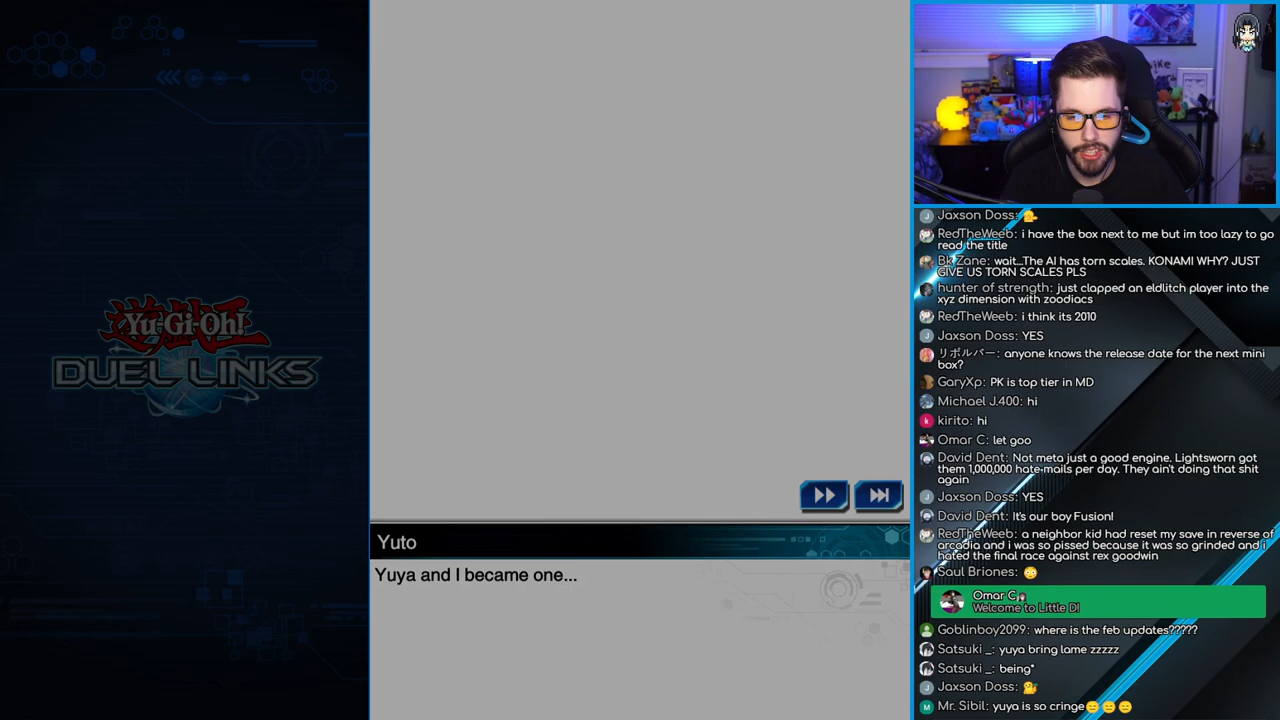 Yu-Gi-Oh!
DUEL LINKS
Yuto
Yuya and I became one...
Jaxson Doss:
RedTheWeeb: i have the box next to me but im too lazy to go
read the title
Bk Zane: wait...The AI has torn scales. KONAMI WHY? JUST
GIVE US TORN SCALES PLS
hunter of strength: just clapped an eldlitch player into the
xyz dimension with zoodiacs
RedTheWeeb: i think its 2010
Jaxson Doss: YES
リボルバー: anyone knows the release date for the next mini
box?
GaryXp: PK is top tier in MD
Michael J.400: hi
kirito: hi
Omar C: let goo
David Dent: Not meta just a good engine. Lightsworn got
them 1,000,000 hate-mails per day. They ain't doing that shit
again
Jaxson Doss: YES
David Dent: It's our boy Fusion!
RedTheWeeb: a neighbor kid had reset my save in reverse of
arcadia and i was so pissed because it was so grinded and i
hated the final race against rex goodwin
Saul Briones: 😳
Omar C
Welcome to Little D!
Goblinboy2099: where is the feb updates?????
Satsuki _: yuya bring lame zzzzz
Satsuki _: being*
Jaxson Doss:
Mr. Sibil: yuya is so cringe😑😑😑